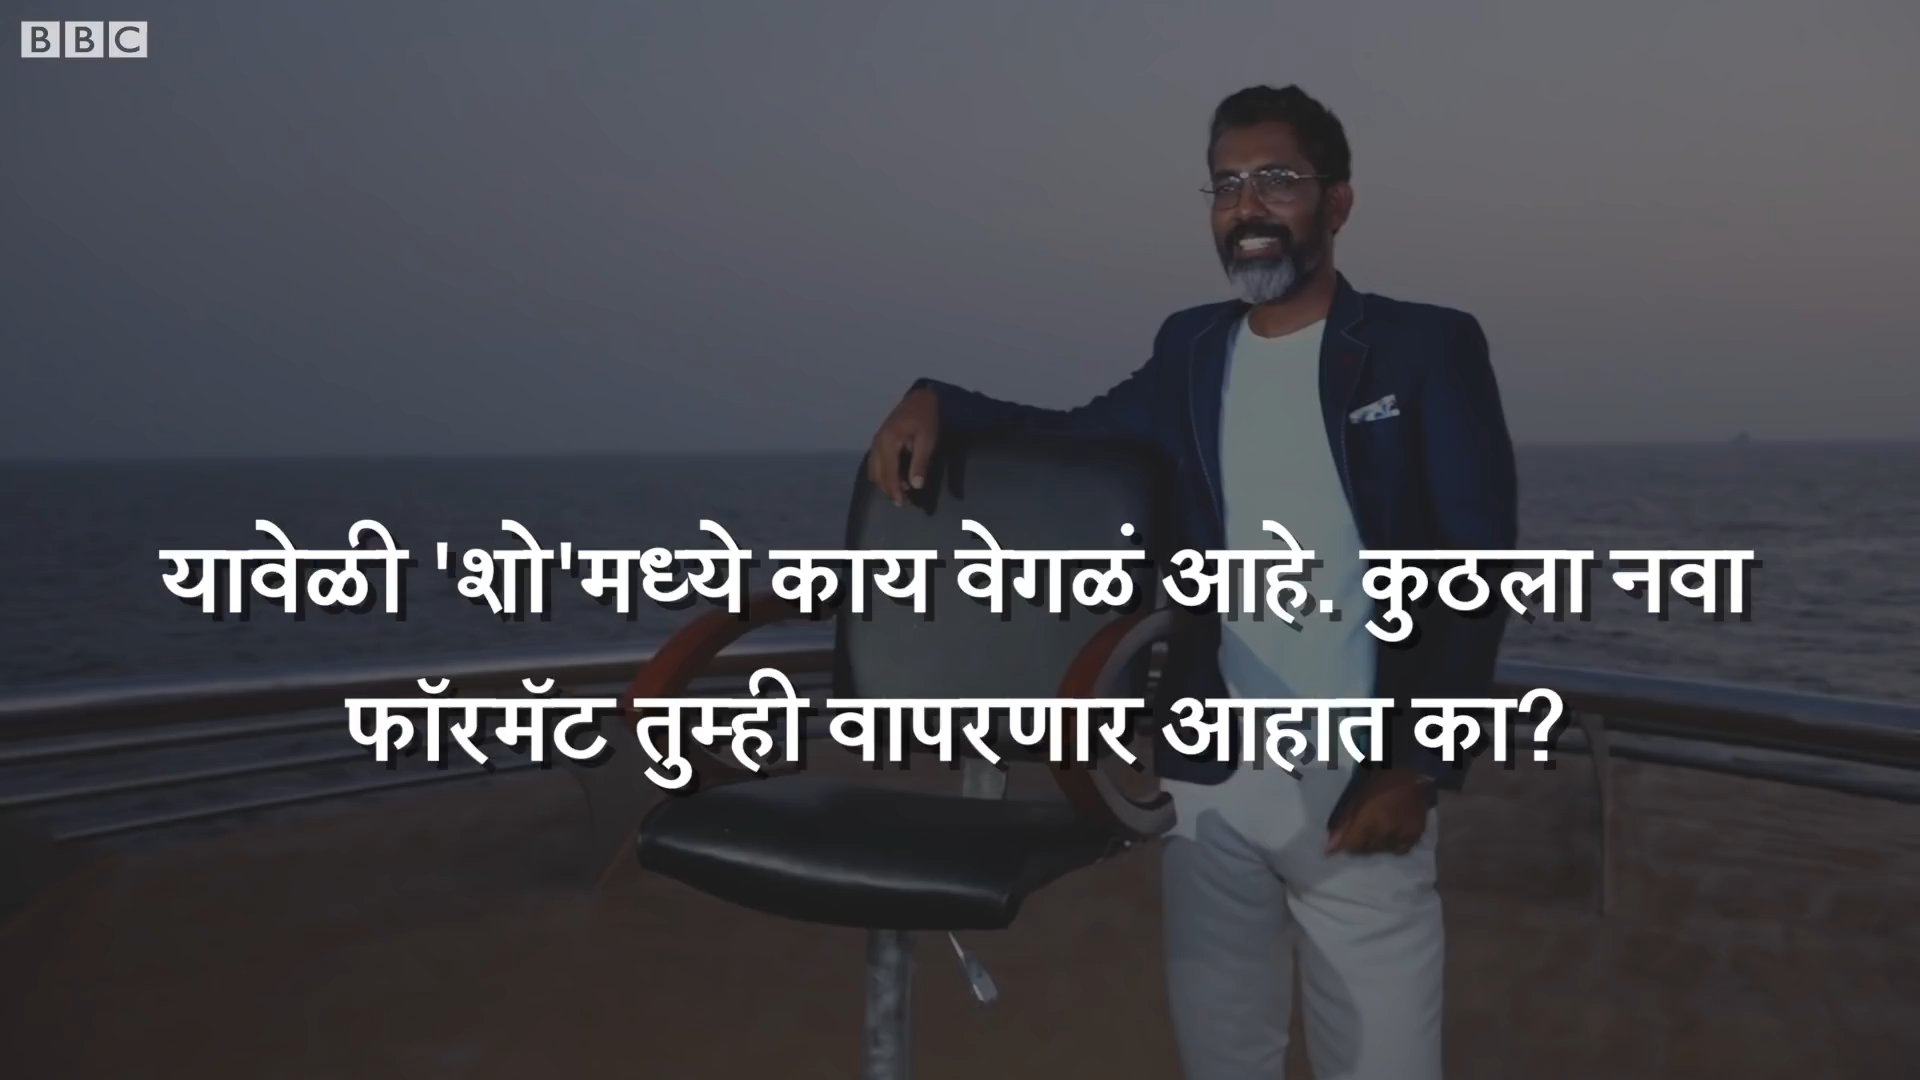 BBC
यावेळी 'शो'मध्ये काय वेगळं आहे. कुठला नवा
फॉरमॅट तुम्ही वापरणार आहात का?